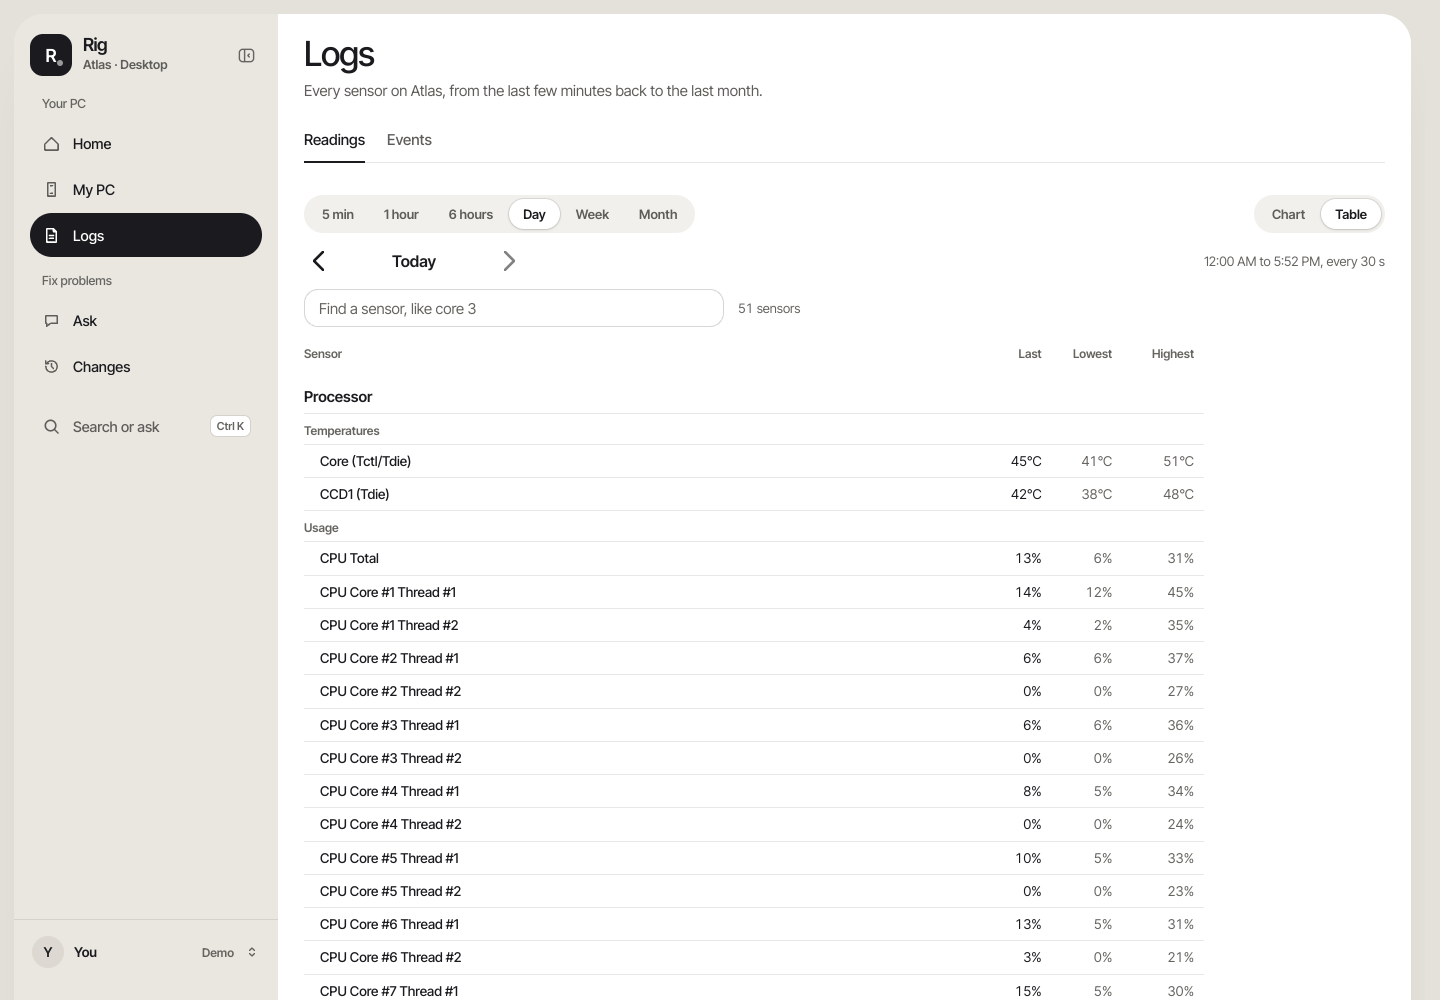 R.
Rig
Atlas · Desktop
Your PC
Home
My PC
Logs
Fix problems
Ask
Changes
Search or ask Ctrl K
Y You Demo
Logs
Every sensor on Atlas, from the last few minutes back to the last month.
Readings Events
5 min 1 hour 6 hours Day Week Month Chart Table
Today 12:00 AM to 5:52 PM, every 30 s
Find a sensor, like core 3 51 sensors
Sensor Last Lowest Highest
Processor
Temperatures
Core (Tctl/Tdie) 45°C 41°C 51°C
CCD1 (Tdie) 42°C 38°C 48°C
Usage
CPU Total 13% 6% 31%
CPU Core #1 Thread #1 14% 12% 45%
CPU Core #1 Thread #2 4% 2% 35%
CPU Core #2 Thread #1 6% 6% 37%
CPU Core #2 Thread #2 0% 0% 27%
CPU Core #3 Thread #1 6% 6% 36%
CPU Core #3 Thread #2 0% 0% 26%
CPU Core #4 Thread #1 8% 5% 34%
CPU Core #4 Thread #2 0% 0% 24%
CPU Core #5 Thread #1 10% 5% 33%
CPU Core #5 Thread #2 0% 0% 23%
CPU Core #6 Thread #1 13% 5% 31%
CPU Core #6 Thread #2 3% 0% 21%
CPU Core #7 Thread #1 15% 5% 30%